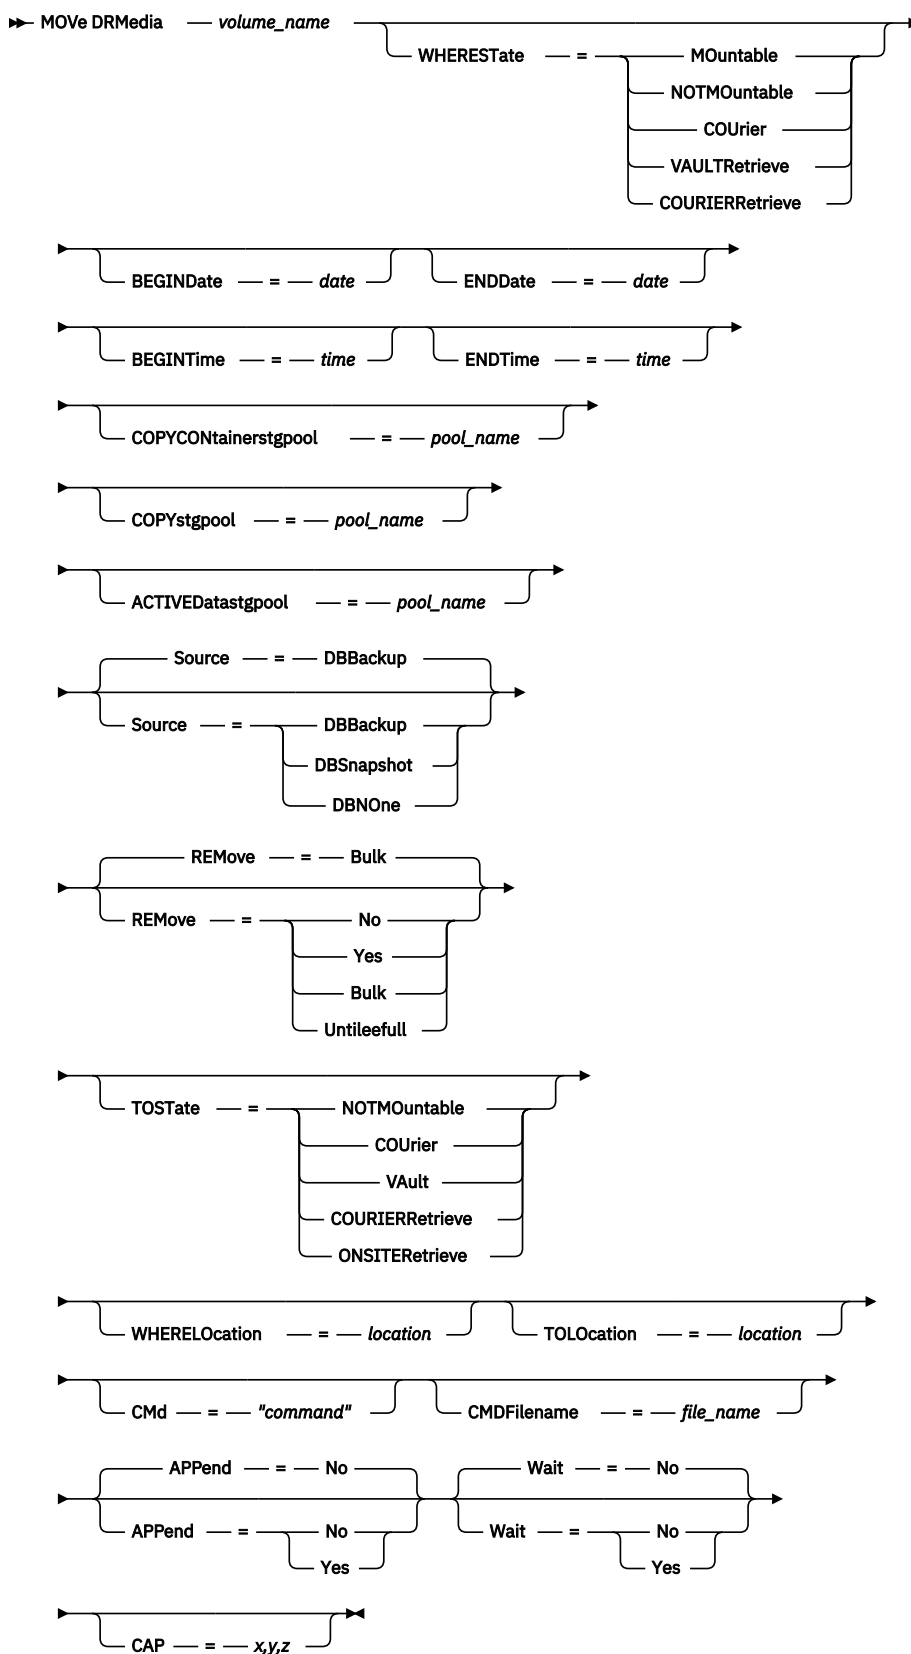 MOVe DRMedia volume_name
WHERESTate = MOuntable
NOTMOuntable
COUrier
VAULTRetrieve
COURIERRetrieve
BEGINDate = date ENDDate = date
BEGINTime = time ENDTime = time
COPYCONtainerstgpool = pool_name
COPYstgpool = pool_name
ACTIVEDatastgpool = pool_name
Source = DBBackup
Source = DBBackup
DBSnapshot
DBNOne
REMove = Bulk
REMove = No
Yes
Bulk
Untileefull
TOSTate = NOTMOuntable
COUrier
VAult
COURIERRetrieve
ONSITERetrieve
WHERELOcation = location TOLOcation = location
CMd = "command" CMDFilename = file_name
APPend = No Wait = No
APPend = No Wait = No
Yes Yes
CAP = x,y,z